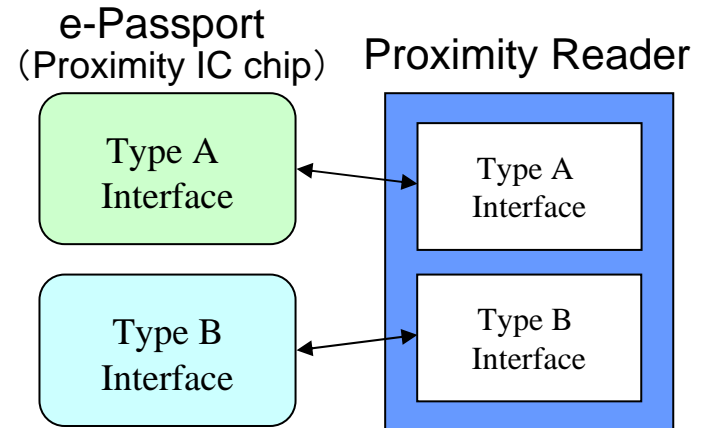 e-Passport
（Proximity IC chip）
Proximity Reader
Type A
Interface
Type A
Interface
Type B
Interface
Type B
Interface